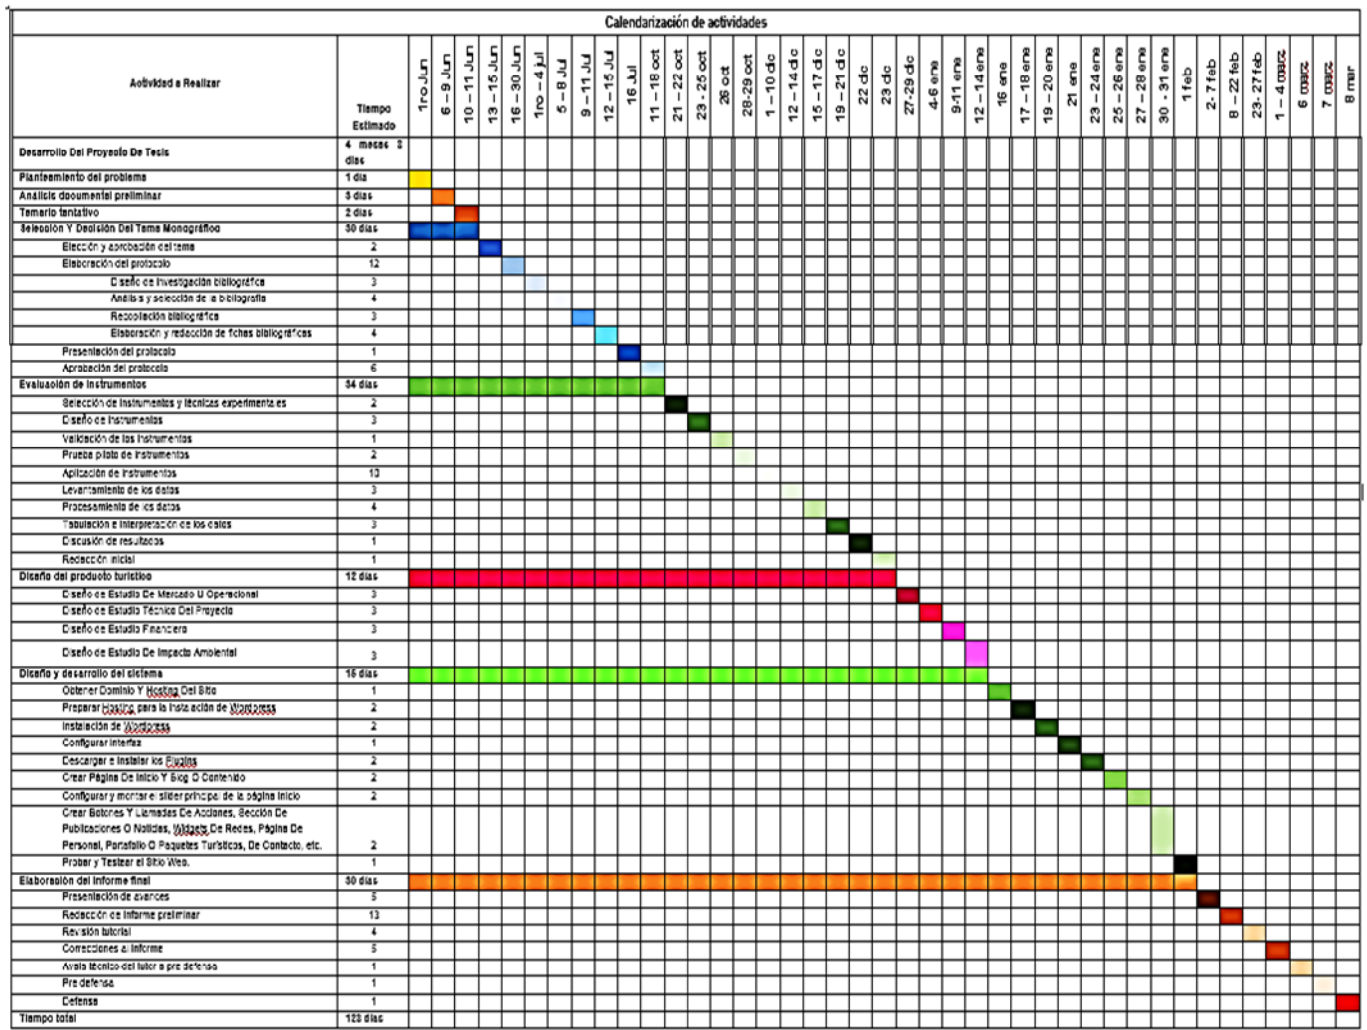 Calendarización de actividades
Actividad a Realizar
Tiempo
Estimado
1ro Jun
6 – 9 Jun
10 – 11 Jun
13 – 15 Jun
16 – 30 Jun
1ro – 4 jul
5 – 8 Jul
9 – 11 Jul
12 – 15 Jul
16 Jul
11 – 18 oct
21 – 22 oct
23 - 25 oct
26 oct
28-29 oct
1 – 10 dic
12 – 14 dic
15 – 17 dic
19 – 21 dic
22 dic
23 dic
27-29 dic
4-6 ene
9-11 ene
12 – 14 ene
16 ene
17 – 18 ene
19 – 20 ene
21 ene
23 – 24 ene
25 – 26 ene
27 – 28 ene
30 - 31 ene
1 feb
2- 7 feb
8 – 22 feb
23- 27 feb
1 – 4 marz
6 marz
7 marz
8 mar
Desarrollo Del Proyecto De Tesis 4 meses
días
Planteamiento del problema 1 día
Análisis documental preliminar 3 días
Temario tentativo 2 días
Selección Y Decisión Del Tema Monográfico 30 días
Elección y aprobación del tema 2
Elaboración del protocolo 12
Diseño de investigación bibliográfica 3
Análisis y selección de la bibliografía 4
Recopilación bibliográfica 3
Elaboración y redacción de fichas bibliográficas 4
Presentación del protocolo 1
Aprobación del protocolo 6
Evaluación de instrumentos 34 días
Selección de instrumentos y técnicas experimentales 2
Diseño de instrumentos 3
Validación de los instrumentos 1
Prueba piloto de instrumentos 2
Aplicación de instrumentos 10
Levantamiento de los datos 3
Procesamiento de los datos 4
Tabulación e interpretación de los datos 3
Discusión de resultados 1
Redacción inicial 1
Diseño del producto turístico 12 días
Diseño de Estudio De Mercado U Operacional 3
Diseño de Estudio Técnico Del Proyecto 3
Diseño de Estudio Financiero 3
Diseño de Estudio De Impacto Ambiental 3
Diseño y desarrollo del sistema 15 días
Obtener Dominio Y Hosting Del Sitio 1
Preparar Hosting para la instalación de Wordpress 2
Instalación de Wordpress 2
Configurar interfaz 1
Descargar e instalar los Plugins 2
Crear Página De Inicio Y Blog O Contenido 2
Configurar y montar el slider principal de la página inicio 2
Crear Botones Y Llamadas De Acciones, Sección De
Publicaciones O Noticias, Widgets De Redes, Página De
Personal, Portafolio O Paquetes Turísticos, De Contacto, etc. 2
Probar y Testear el Sitio Web. 1
Elaboración del informe final 30 días
Presentación de avances 5
Redacción de informe preliminar 13
Revisión tutorial 4
Correcciones al informe 5
Avala técnico del tutor a pre defensa 1
Pre defensa 1
Defensa 1
Tiempo total 123 días